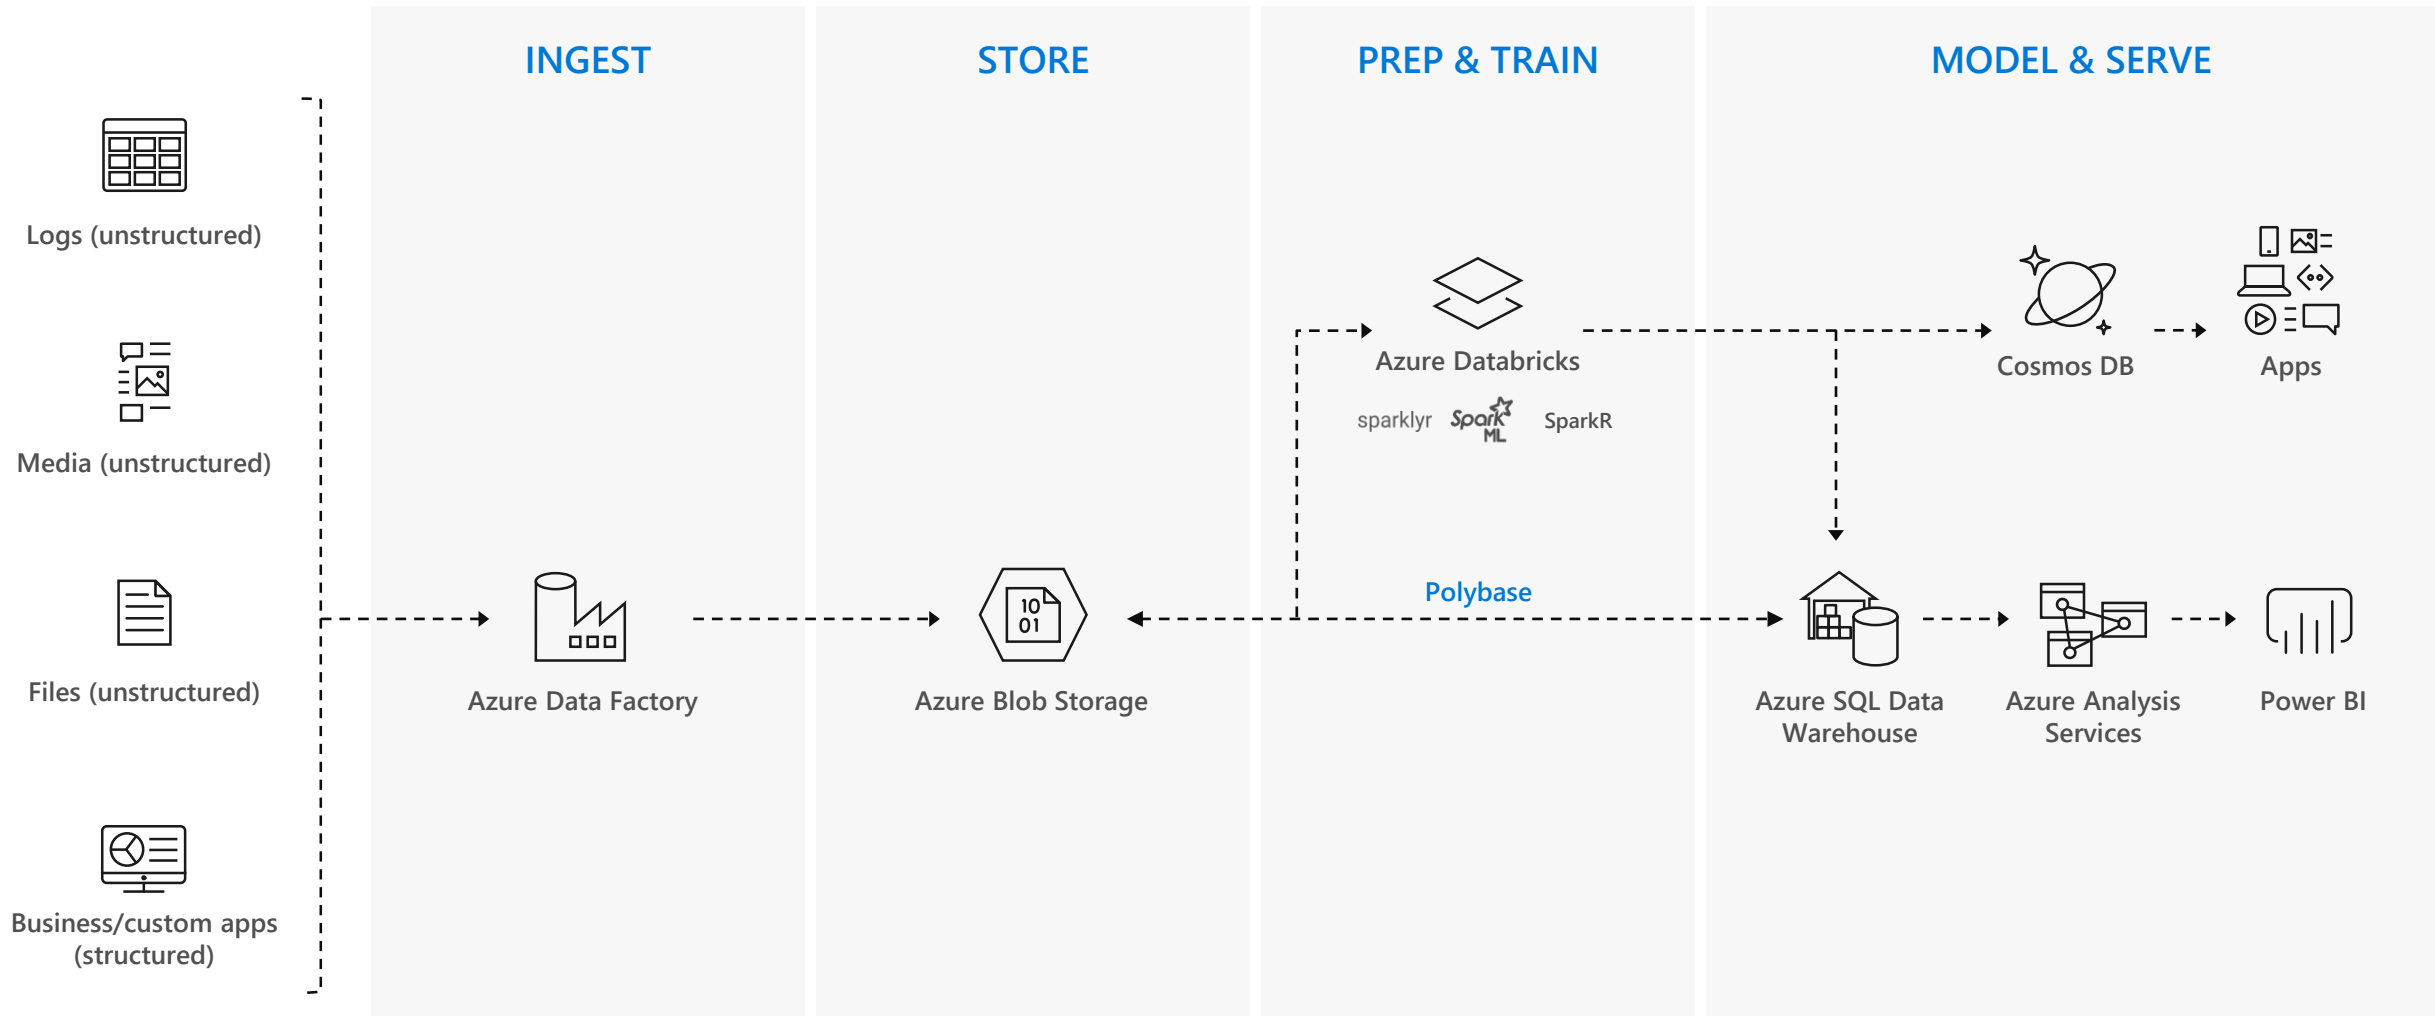 INGEST
STORE
PREP & TRAIN
MODEL & SERVE
Logs (unstructured)
Media (unstructured)
Files (unstructured)
Business/custom apps
(structured)
Azure Data Factory
10
01
Azure Blob Storage
Azure Databricks
sparklyr
Spark
ML
SparkR
Polybase
Cosmos DB
Apps
Azure SQL Data
Warehouse
Azure Analysis
Services
Power BI